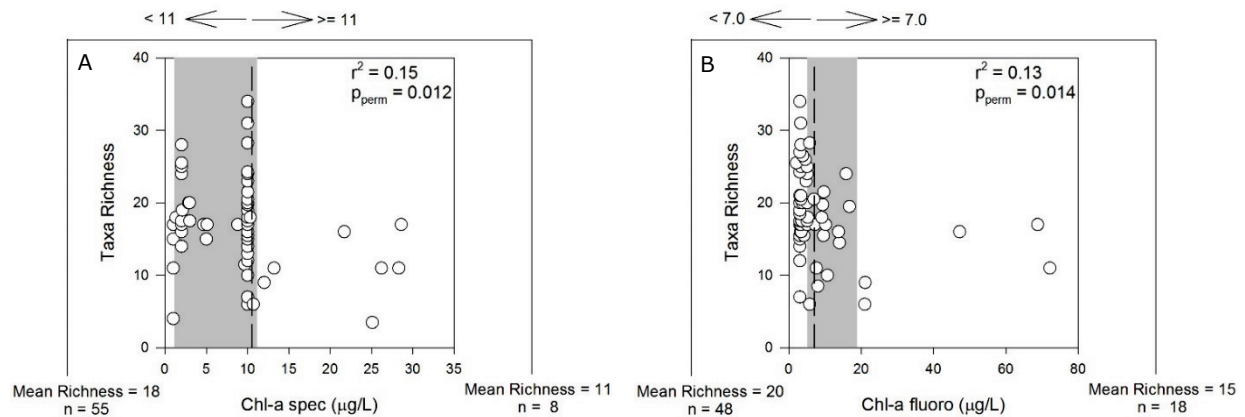 < 11 >= 11
A
r² = 0.15
p_perm = 0.012
40
30
20
10
0
Taxa Richness
0 5 10 15 20 25 30 35
Chl-a spec (µg/L)
Mean Richness = 18
n = 55
Mean Richness = 11
n = 8
< 7.0 >= 7.0
B
r² = 0.13
p_perm = 0.014
40
30
20
10
0
Taxa Richness
0 20 40 60 80
Chl-a fluoro (µg/L)
Mean Richness = 20
n = 48
Mean Richness = 15
n = 18